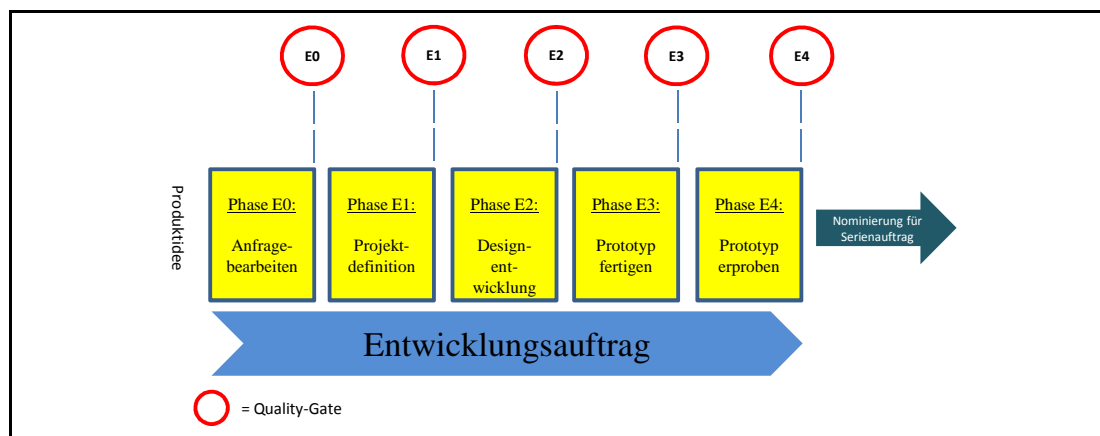 E0
E1
E2
E3
E4
Produktidee
Phase E0:
Anfrage-
bearbeiten
Phase E1:
Projekt-
definition
Phase E2:
Design-
ent-
wicklung
Phase E3:
Prototyp
fertigen
Phase E4:
Prototyp
erproben
Nominierung für
Serienauftrag
Entwicklungsauftrag
= Quality-Gate